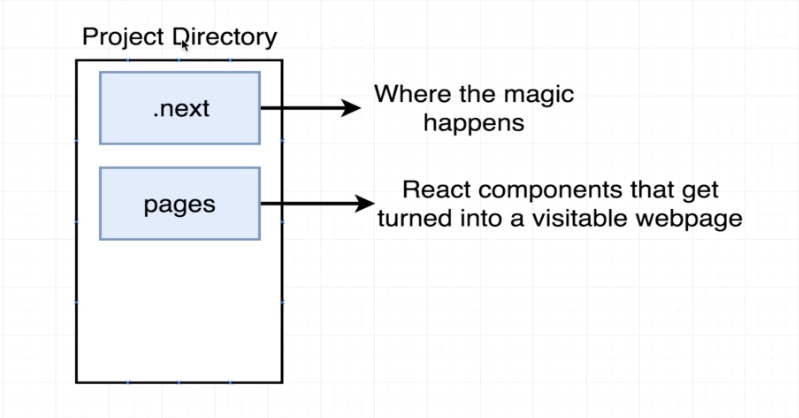 Project Directory
.next
Where the magic
happens
pages
React components that get
turned into a visitable webpage